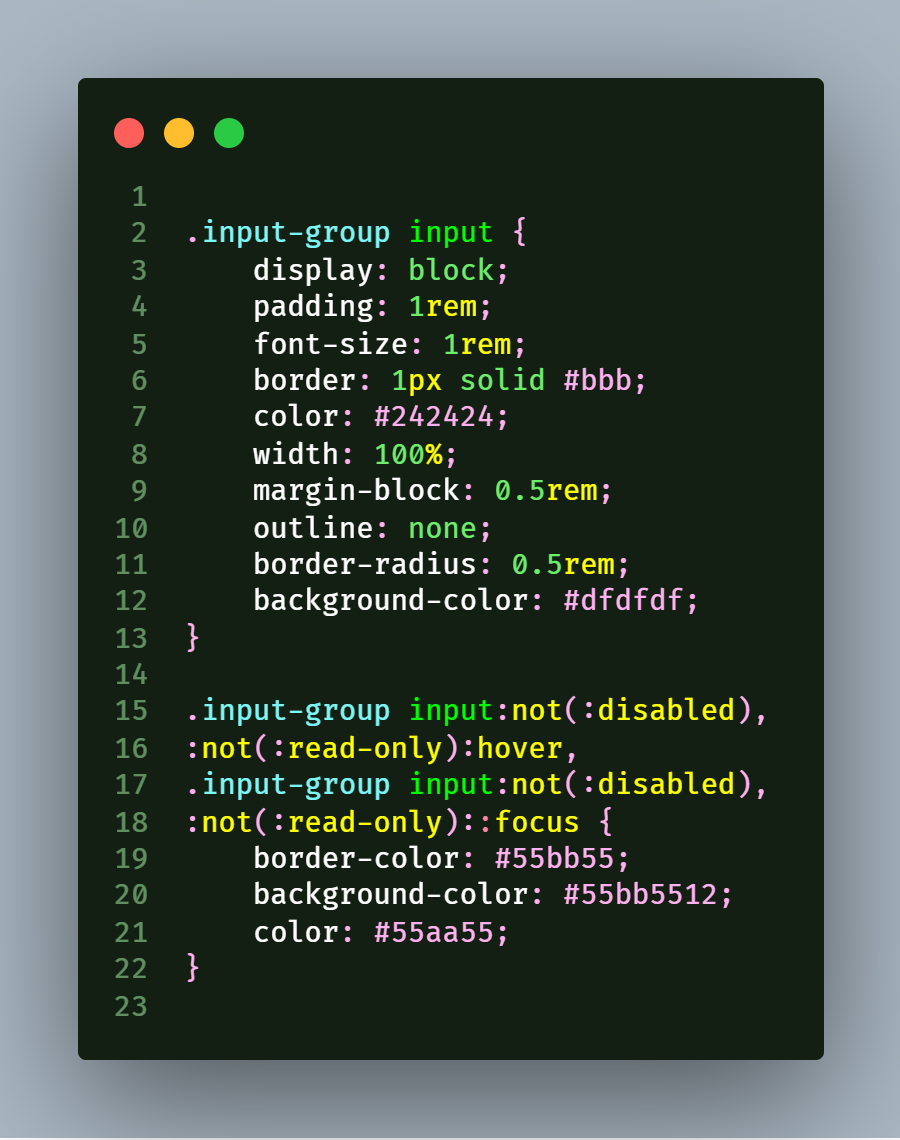 1
2 .input-group input {
3     display: block;
4     padding: 1rem;
5     font-size: 1rem;
6     border: 1px solid #bbb;
7     color: #242424;
8     width: 100%;
9     margin-block: 0.5rem;
10     outline: none;
11     border-radius: 0.5rem;
12     background-color: #dfdfdf;
13 }
14
15 .input-group input:not(:disabled),
16 :not(:read-only):hover,
17 .input-group input:not(:disabled),
18 :not(:read-only)::focus {
19     border-color: #55bb55;
20     background-color: #55bb5512;
21     color: #55aa55;
22 }
23